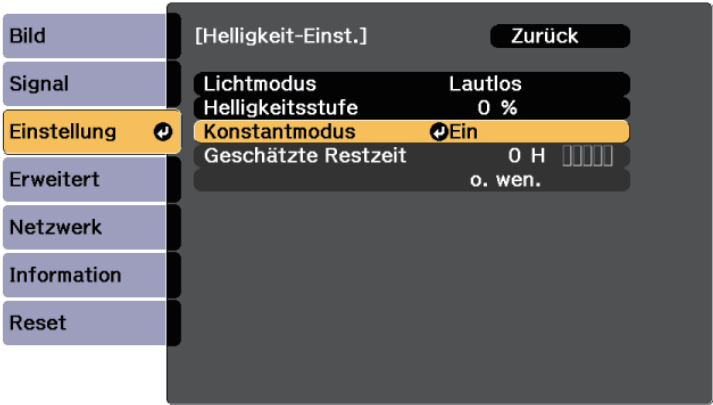 Bild
Signal
Einstellung
Erweitert
Netzwerk
Information
Reset
[Helligkeit-Einst.] Zurück
Lichtmodus Lautlos
Helligkeitsstufe 0 %
Konstantmodus Ein
Geschätzte Restzeit 0 H
o. wen.